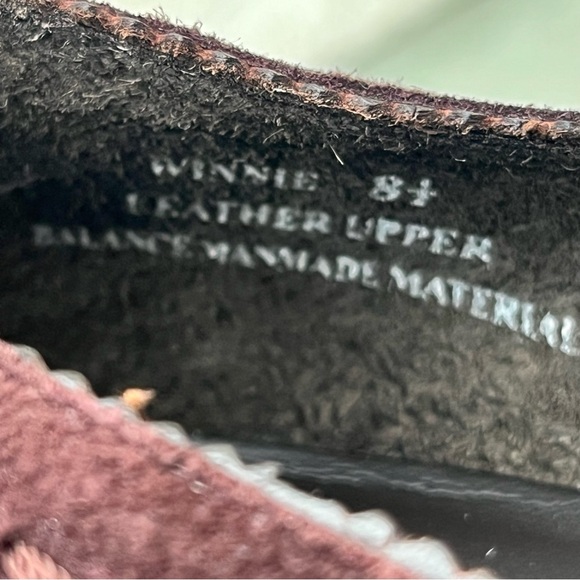 WINNIE 8½
LEATHER UPPER
BALANCE MANMADE MATERIAL